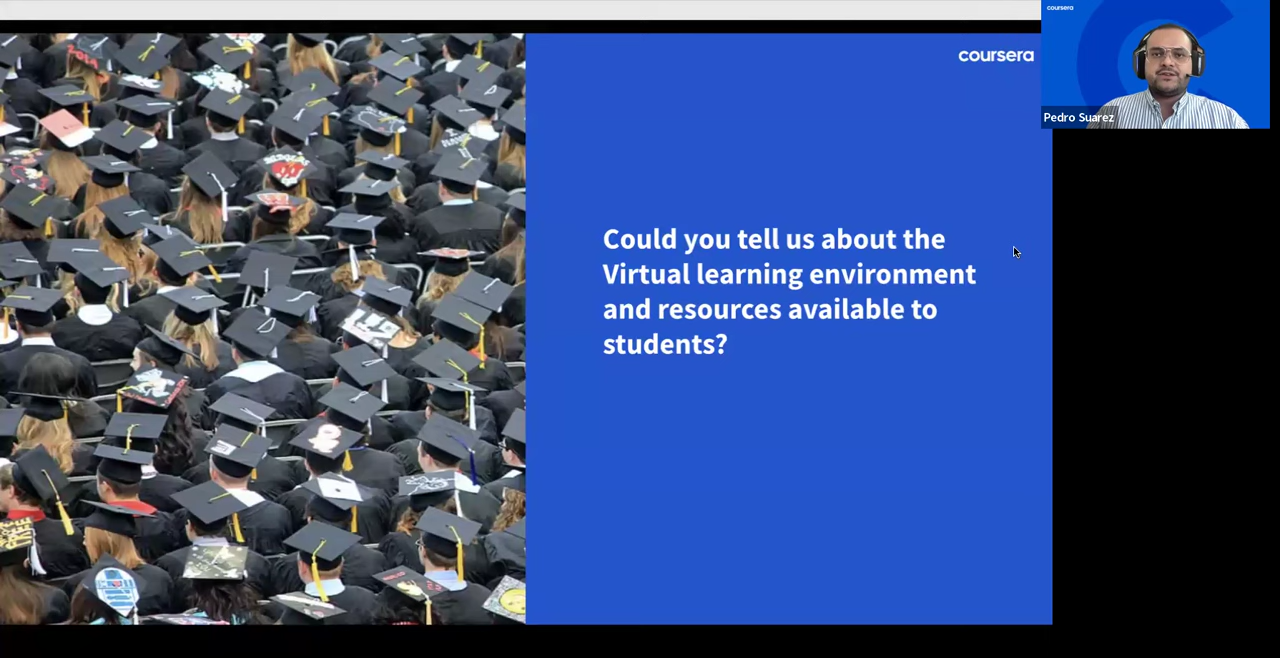 coursera
coursera
Pedro Suarez
Could you tell us about the
Virtual learning environment
and resources available to
students?